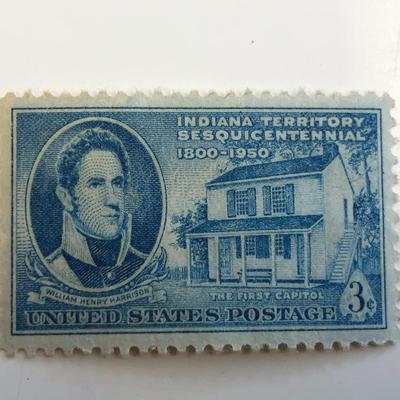 INDIANA TERRITORY
SESQUICENTENNIAL
1800-1950
WILLIAM HENRY HARRISON
THE FIRST CAPITOL
3¢
UNITED STATES POSTAGE